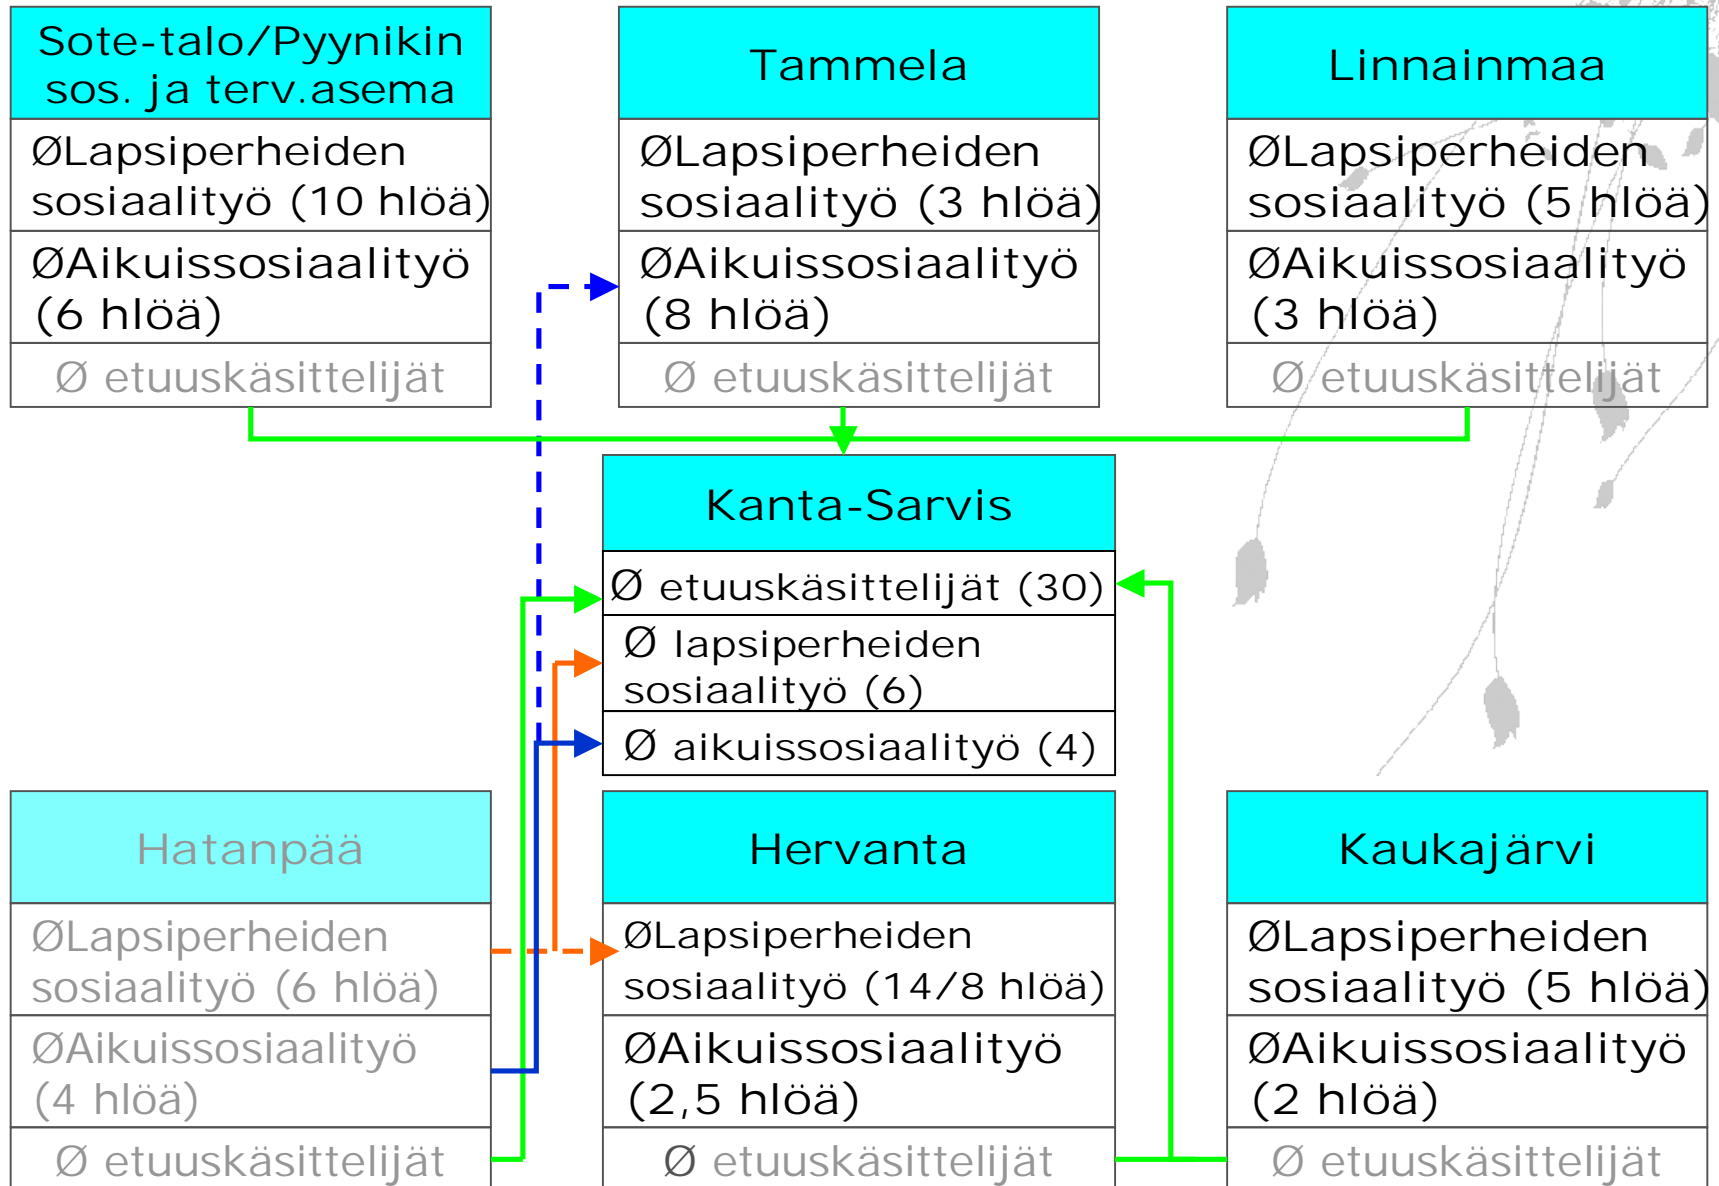 Sote-talo/Pyynikin
sos. ja terv.asema
ØLapsiperheiden
sosiaalityö (10 hlöä)
ØAikuissosiaalityö
(6 hlöä)
Ø etuuskäsittelijät
Tammela
ØLapsiperheiden
sosiaalityö (3 hlöä)
ØAikuissosiaalityö
(8 hlöä)
Ø etuuskäsittelijät
Linnainmaa
ØLapsiperheiden
sosiaalityö (5 hlöä)
ØAikuissosiaalityö
(3 hlöä)
Ø etuuskäsittelijät
Kanta-Sarvis
Ø etuuskäsittelijät (30)
Ø lapsiperheiden
sosiaalityö (6)
Ø aikuissosiaalityö (4)
Hatanpää
ØLapsiperheiden
sosiaalityö (6 hlöä)
ØAikuissosiaalityö
(4 hlöä)
Ø etuuskäsittelijät
Hervanta
ØLapsiperheiden
sosiaalityö (14/8 hlöä)
ØAikuissosiaalityö
(2,5 hlöä)
Ø etuuskäsittelijät
Kaukajärvi
ØLapsiperheiden
sosiaalityö (5 hlöä)
ØAikuissosiaalityö
(2 hlöä)
Ø etuuskäsittelijät